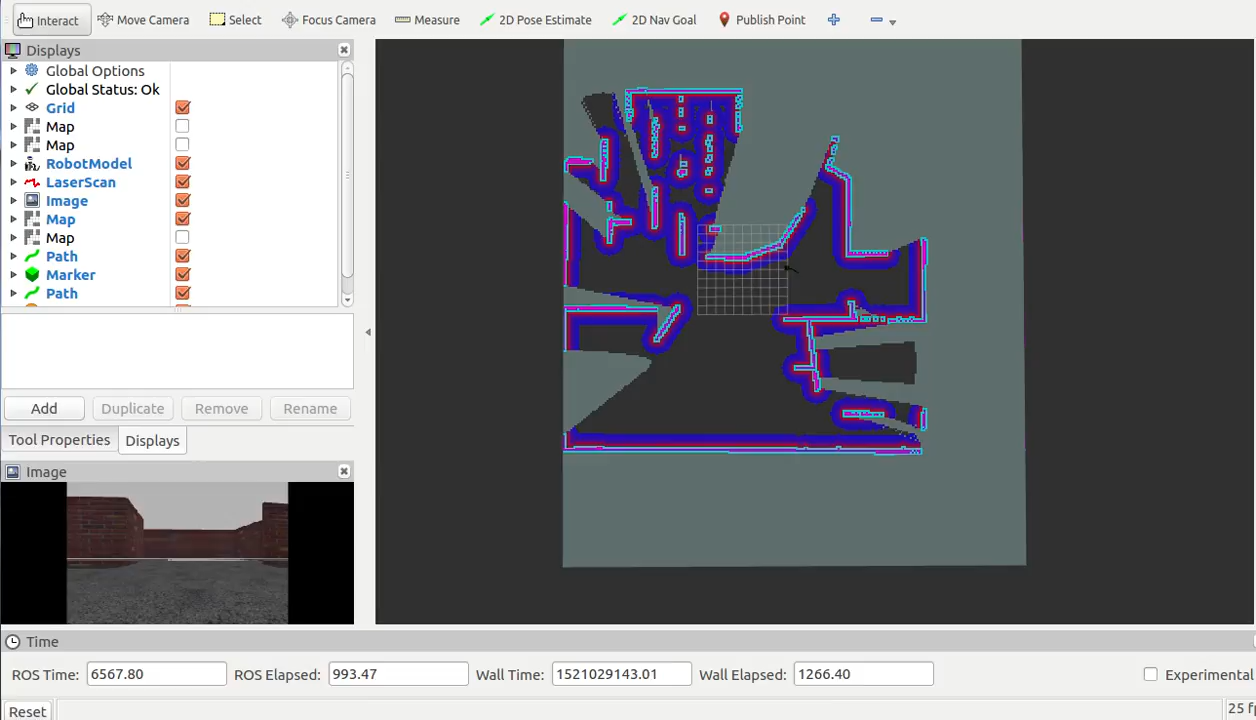 Interact Move Camera Select Focus Camera Measure 2D Pose Estimate 2D Nav Goal Publish Point
Displays
Global Options
Global Status: Ok
Grid
Map
Map
RobotModel
LaserScan
Image
Map
Map
Path
Marker
Path
Add Duplicate Remove Rename
Tool Properties Displays
Image
Time
ROS Time: 6567.80 ROS Elapsed: 993.47 Wall Time: 1521029143.01 Wall Elapsed: 1266.40 Experimental
Reset 25 f